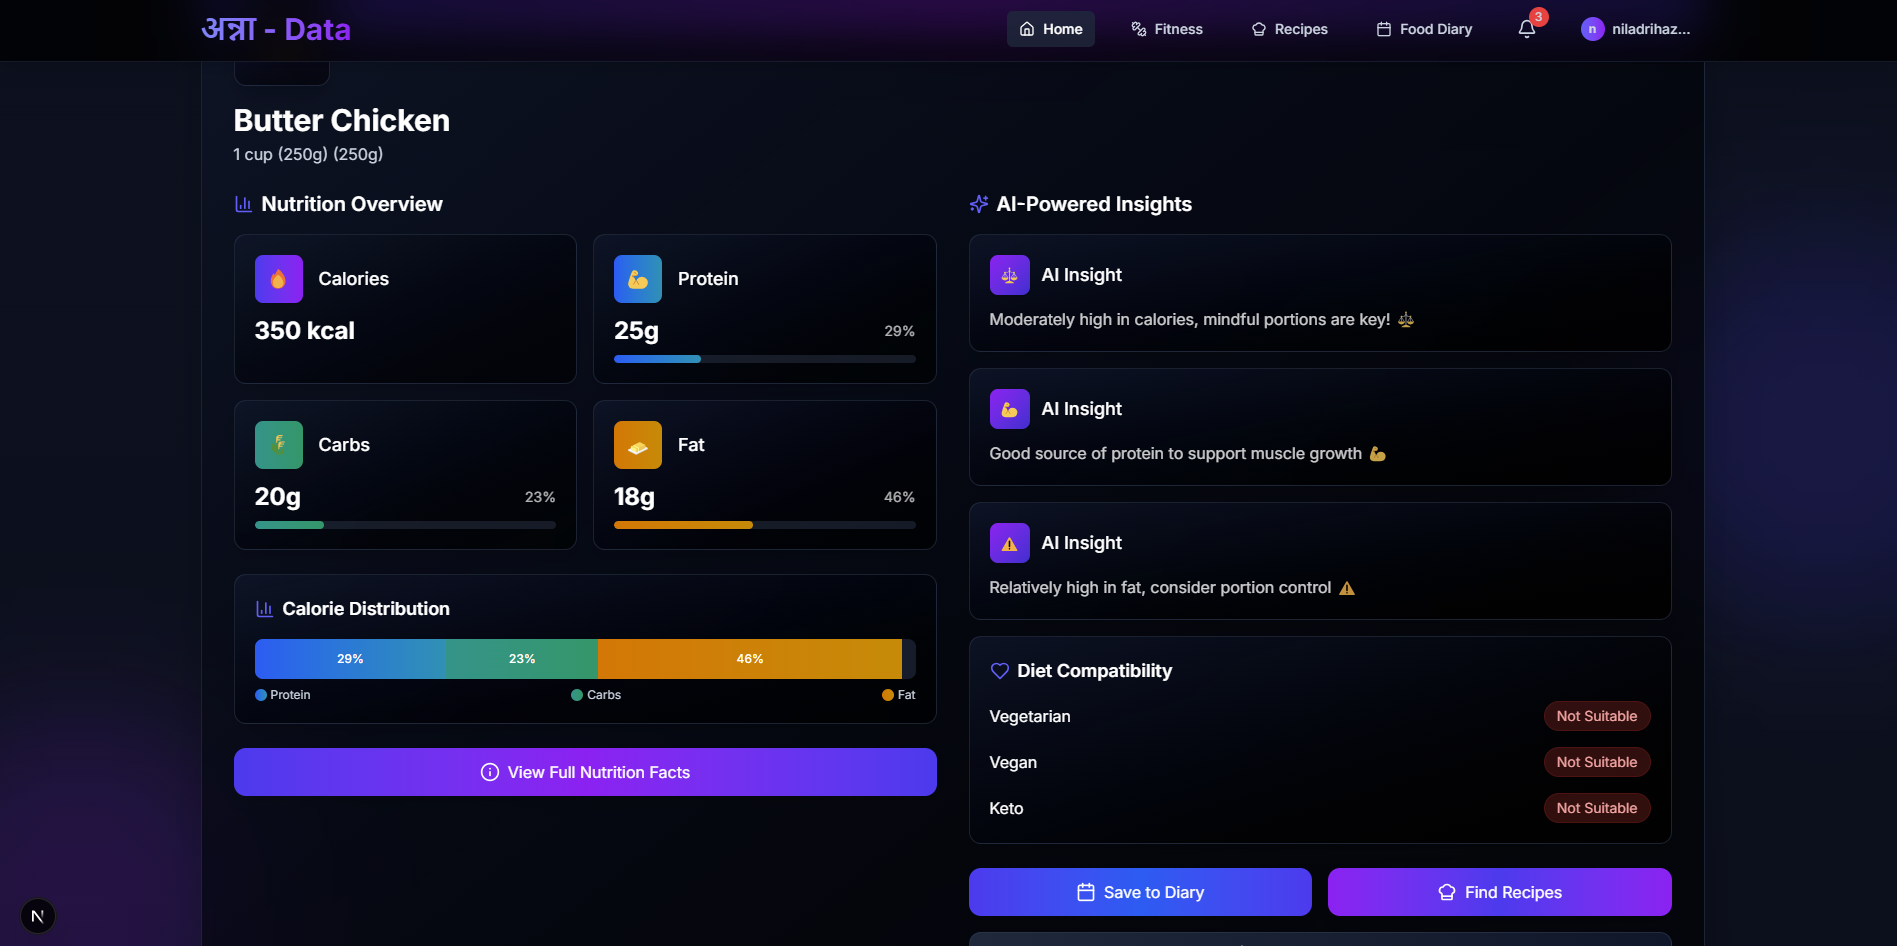 अन्ना - Data
Home
Fitness
Recipes
Food Diary
3
n
niladrihaz...
Butter Chicken
1 cup (250g) (250g)
Nutrition Overview
Calories
350 kcal
Protein
25g
29%
Carbs
20g
23%
Fat
18g
46%
Calorie Distribution
29%
23%
46%
Protein
Carbs
Fat
View Full Nutrition Facts
AI-Powered Insights
AI Insight
Moderately high in calories, mindful portions are key! ⚖️
AI Insight
Good source of protein to support muscle growth 💪
AI Insight
Relatively high in fat, consider portion control ⚠️
Diet Compatibility
Vegetarian
Not Suitable
Vegan
Not Suitable
Keto
Not Suitable
Save to Diary
Find Recipes
N